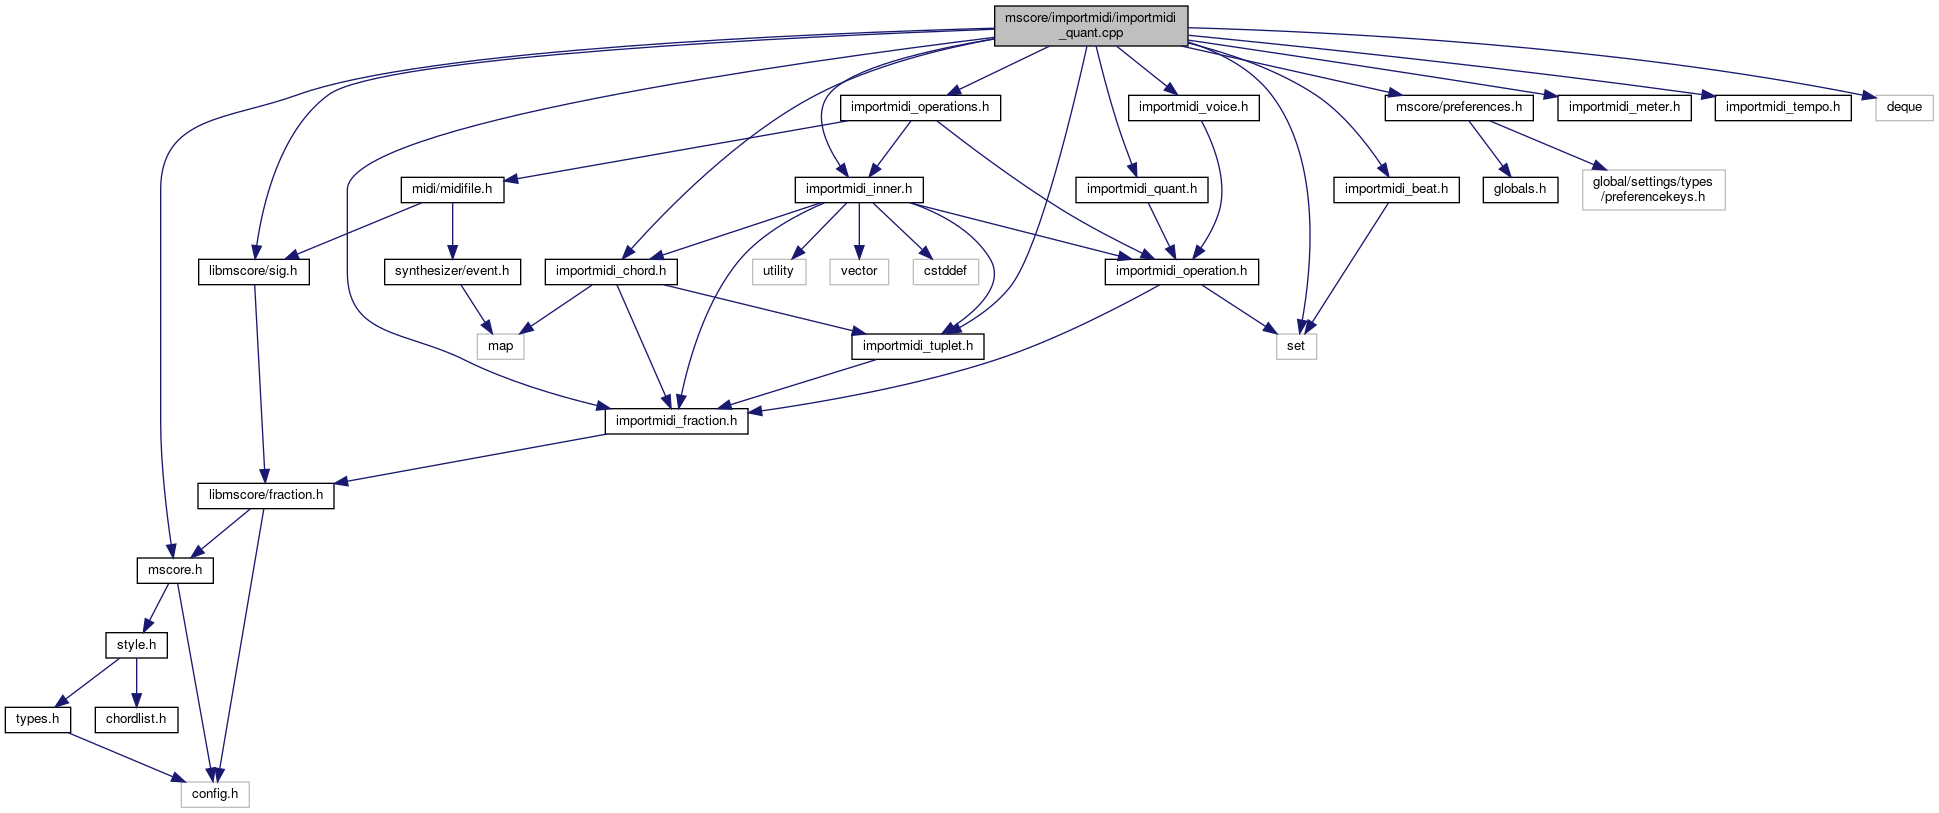 mscore/importmidi/importmidi
_quant.cpp
importmidi_operations.h
importmidi_voice.h
mscore/preferences.h
importmidi_meter.h
importmidi_tempo.h
deque
midi/midifile.h
importmidi_inner.h
importmidi_quant.h
importmidi_beat.h
globals.h
global/settings/types
/preferencekeys.h
libmscore/sig.h
synthesizer/event.h
importmidi_chord.h
utility
vector
cstddef
importmidi_operation.h
map
importmidi_tuplet.h
set
importmidi_fraction.h
libmscore/fraction.h
mscore.h
style.h
types.h
chordlist.h
config.h